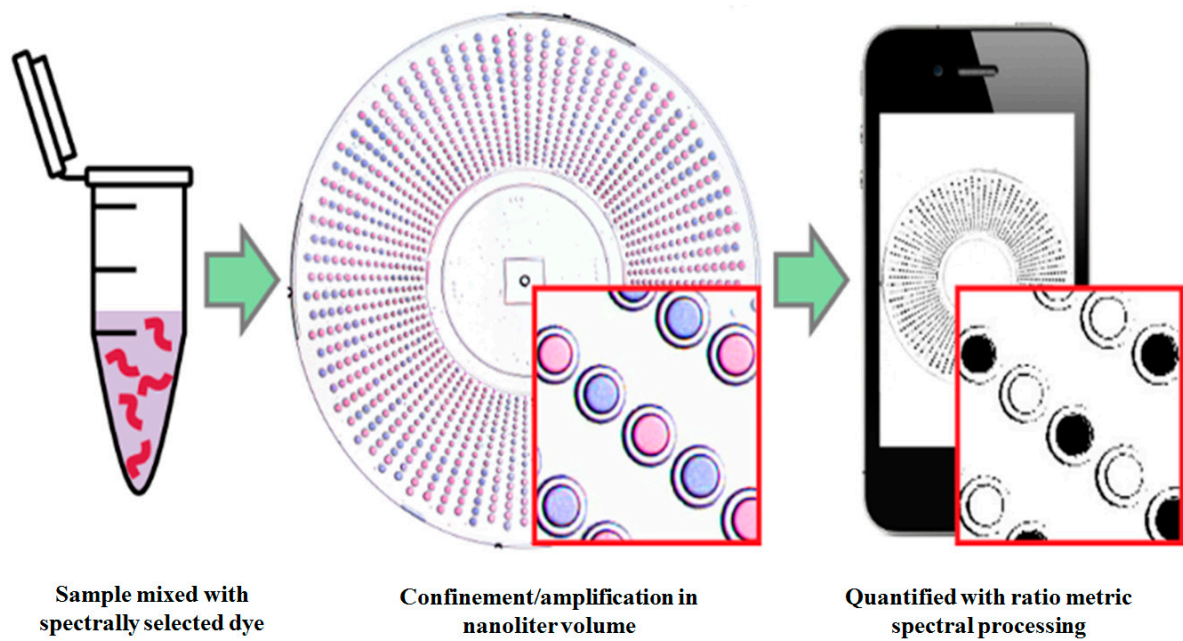 Sample mixed with
spectrally selected dye
Confinement/amplification in
nanoliter volume
Quantified with ratio metric
spectral processing